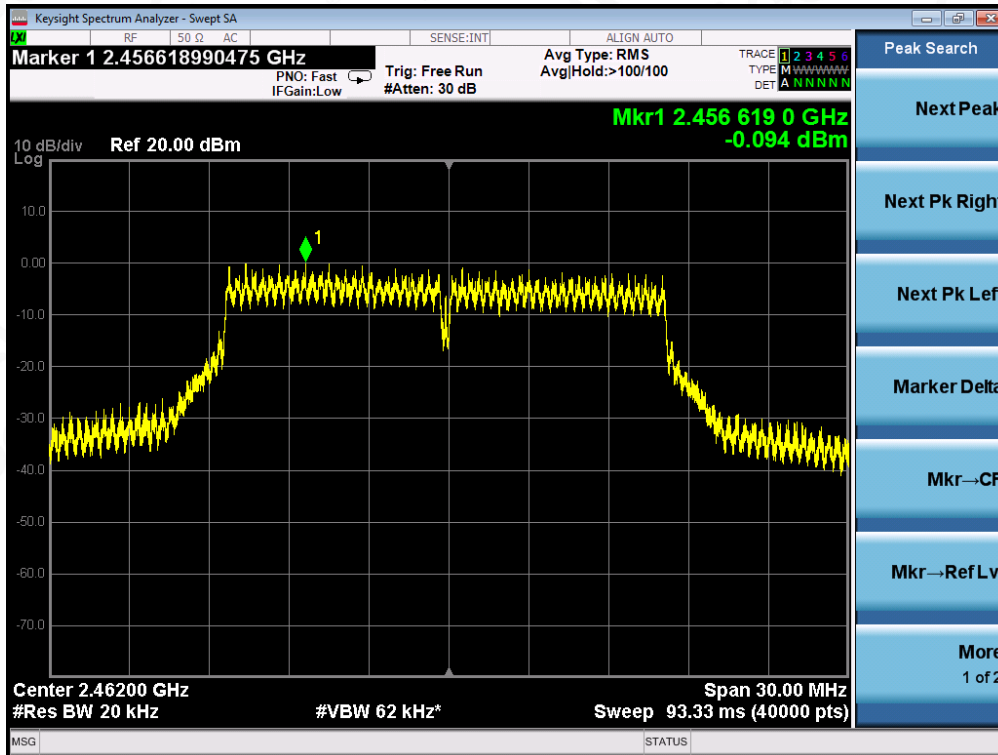 Keysight Spectrum Analyzer - Swept SA
LXI RF 50 Ω AC SENSE:INT ALIGN AUTO
Marker 1 2.456618990475 GHz
PNO: Fast
IFGain:Low
Trig: Free Run
#Atten: 30 dB
Avg Type: RMS
Avg|Hold:>100/100
TRACE 1 2 3 4 5 6
TYPE M W W W W W
DET A N N N N N
Peak Search
Mkr1 2.456 619 0 GHz
-0.094 dBm
10 dB/div Ref 20.00 dBm
Log
10.0
0.00
-10.0
-20.0
-30.0
-40.0
-50.0
-60.0
-70.0
1
Center 2.46200 GHz Span 30.00 MHz
#Res BW 20 kHz #VBW 62 kHz* Sweep 93.33 ms (40000 pts)
Next Peak
Next Pk Right
Next Pk Left
Marker Delta
Mkr→CF
Mkr→Ref Lv
More
1 of 2
MSG STATUS